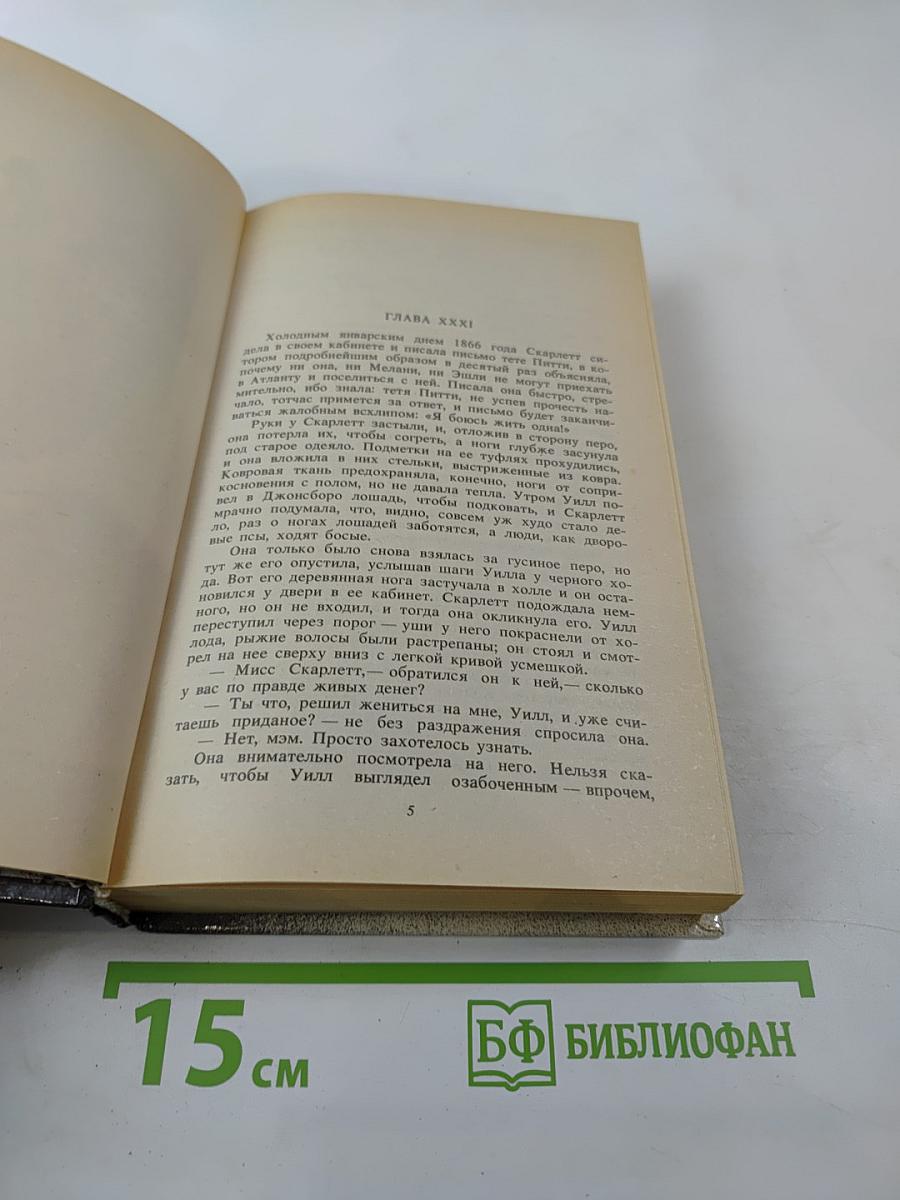 ГЛАВА XXXI
Холодным январским днем 1866 года Скарлетт си-
дела в своем кабинете и писала письмо тете Питти, в ко-
тором подробнейшим образом в десятый раз объясняла,
почему ни она, ни Мелани, ни Эшли не могут приехать
в Атланту и поселиться с ней. Писала она быстро, стре-
мительно, ибо знала: тетя Питти, не успев прочесть на-
чало, тотчас примется за ответ, и письмо будет заканчи-
ваться жалобным всхлипом: «Я боюсь жить одна!»
Руки у Скарлетт застыли, и, отложив в сторону перо,
она потерла их, чтобы согреть, а ноги глубже засунула
под старое одеяло. Подметки на ее туфлях прохудились,
и она вложила в них стельки, выстриженные из ковра.
Ковровая ткань предохраняла, конечно, ноги от сопри-
косновения с полом, но не давала тепла. Утром Уилл по-
вел в Джонсборо лошадь, чтобы подковать, и Скарлетт
мрачно подумала, что, видно, совсем уж худо стало де-
ло, раз о ногах лошадей заботятся, а люди, как дворо-
вые псы, ходят босые.
Она только было снова взялась за гусиное перо, но
тут же его опустила, услышав шаги Уилла у черного хо-
да. Вот его деревянная нога застучала в холле и он оста-
новился у двери в ее кабинет. Скарлетт подождала нем-
ного, но он не входил, и тогда она окликнула его. Уилл
переступил через порог — уши у него покраснели от хо-
лода, рыжие волосы были растрепаны; он стоял и смот-
рел на нее сверху вниз с легкой кривой усмешкой.
— Мисс Скарлетт,— обратился он к ней,— сколько
у вас по правде живых денег?
— Ты что, решил жениться на мне, Уилл, и уже счи-
таешь приданое? — не без раздражения спросила она.
— Нет, мэм. Просто захотелось узнать.
Она внимательно посмотрела на него. Нельзя ска-
зать, чтобы Уилл выглядел озабоченным — впрочем,
5
15 см
БФ БИБЛИОФАН